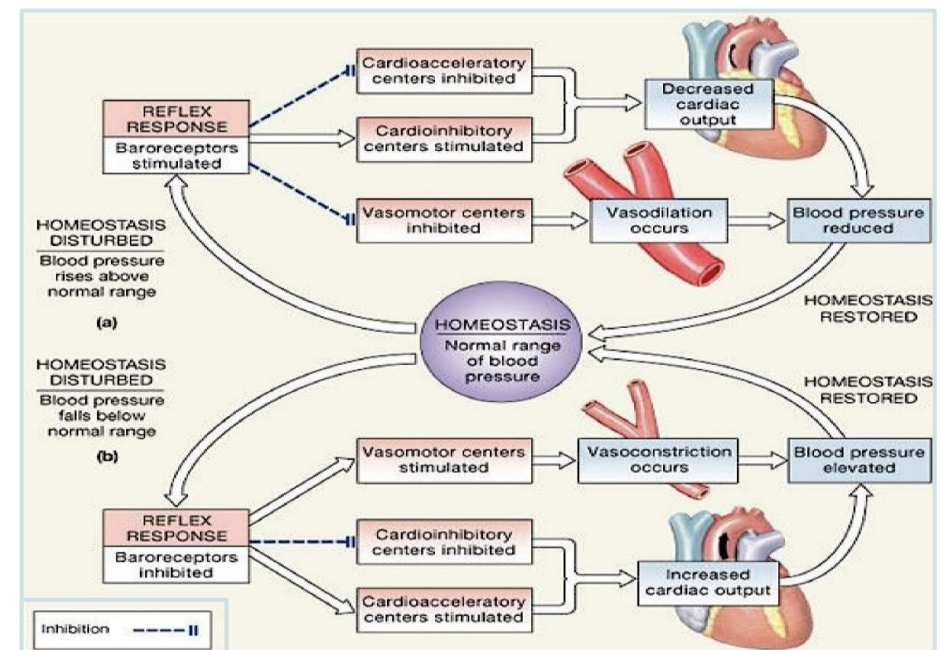 Cardioacceleratory
centers inhibited
REFLEX
RESPONSE
Baroreceptors
stimulated
Cardioinhibitory
centers stimulated
Decreased
cardiac
output
Vasomotor centers
inhibited
Vasodilation
occurs
Blood pressure
reduced
HOMEOSTASIS
DISTURBED
Blood pressure
rises above
normal range
(a)
HOMEOSTASIS
RESTORED
HOMEOSTASIS
Normal range
of blood
pressure
HOMEOSTASIS
DISTURBED
Blood pressure
falls below
normal range
(b)
HOMEOSTASIS
RESTORED
Vasomotor centers
stimulated
Vasoconstriction
occurs
Blood pressure
elevated
REFLEX
RESPONSE
Baroreceptors
inhibited
Cardioinhibitory
centers inhibited
Cardioacceleratory
centers stimulated
Increased
cardiac output
Inhibition